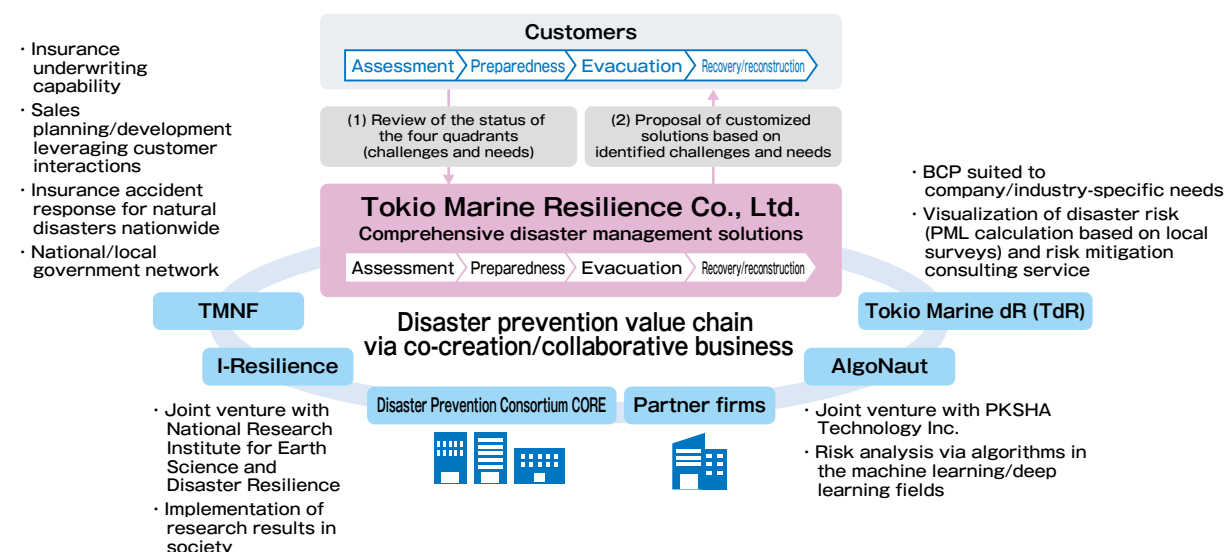 Customers
Assessment
Preparedness
Evacuation
Recovery/reconstruction
・Insurance
underwriting
capability
・Sales
planning/development
leveraging customer
interactions
・Insurance accident
response for natural
disasters nationwide
・National/local
government network
(1) Review of the status of
the four quadrants
(challenges and needs)
(2) Proposal of customized
solutions based on
identified challenges and needs
・BCP suited to
company/industry-specific needs
・Visualization of disaster risk
(PML calculation based on local
surveys) and risk mitigation
consulting service
Tokio Marine Resilience Co., Ltd.
Comprehensive disaster management solutions
Assessment
Preparedness
Evacuation
Recovery/reconstruction
TMNF
Tokio Marine dR (TdR)
Disaster prevention value chain
via co-creation/collaborative business
I-Resilience
AlgoNaut
Disaster Prevention Consortium CORE
Partner firms
・Joint venture with
National Research
Institute for Earth
Science and
Disaster Resilience
・Implementation of
research results in
society
・Joint venture with PKSHA
Technology Inc.
・Risk analysis via algorithms in
the machine learning/deep
learning fields